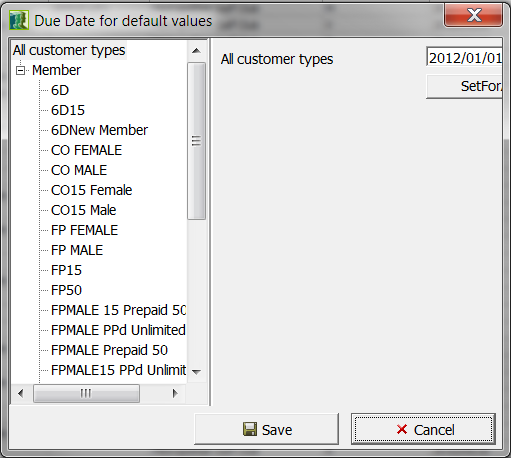 Due Date for default values
All customer types
Member
6D
6D15
6DNew Member
CO FEMALE
CO MALE
CO15 Female
CO15 Male
FP FEMALE
FP MALE
FP15
FP50
FPMALE 15 Prepaid 50
FPMALE PPd Unlimited
FPMALE Prepaid 50
FPMALE15 PPd Unlimit
All customer types
2012/01/01
SetForA
Save
Cancel